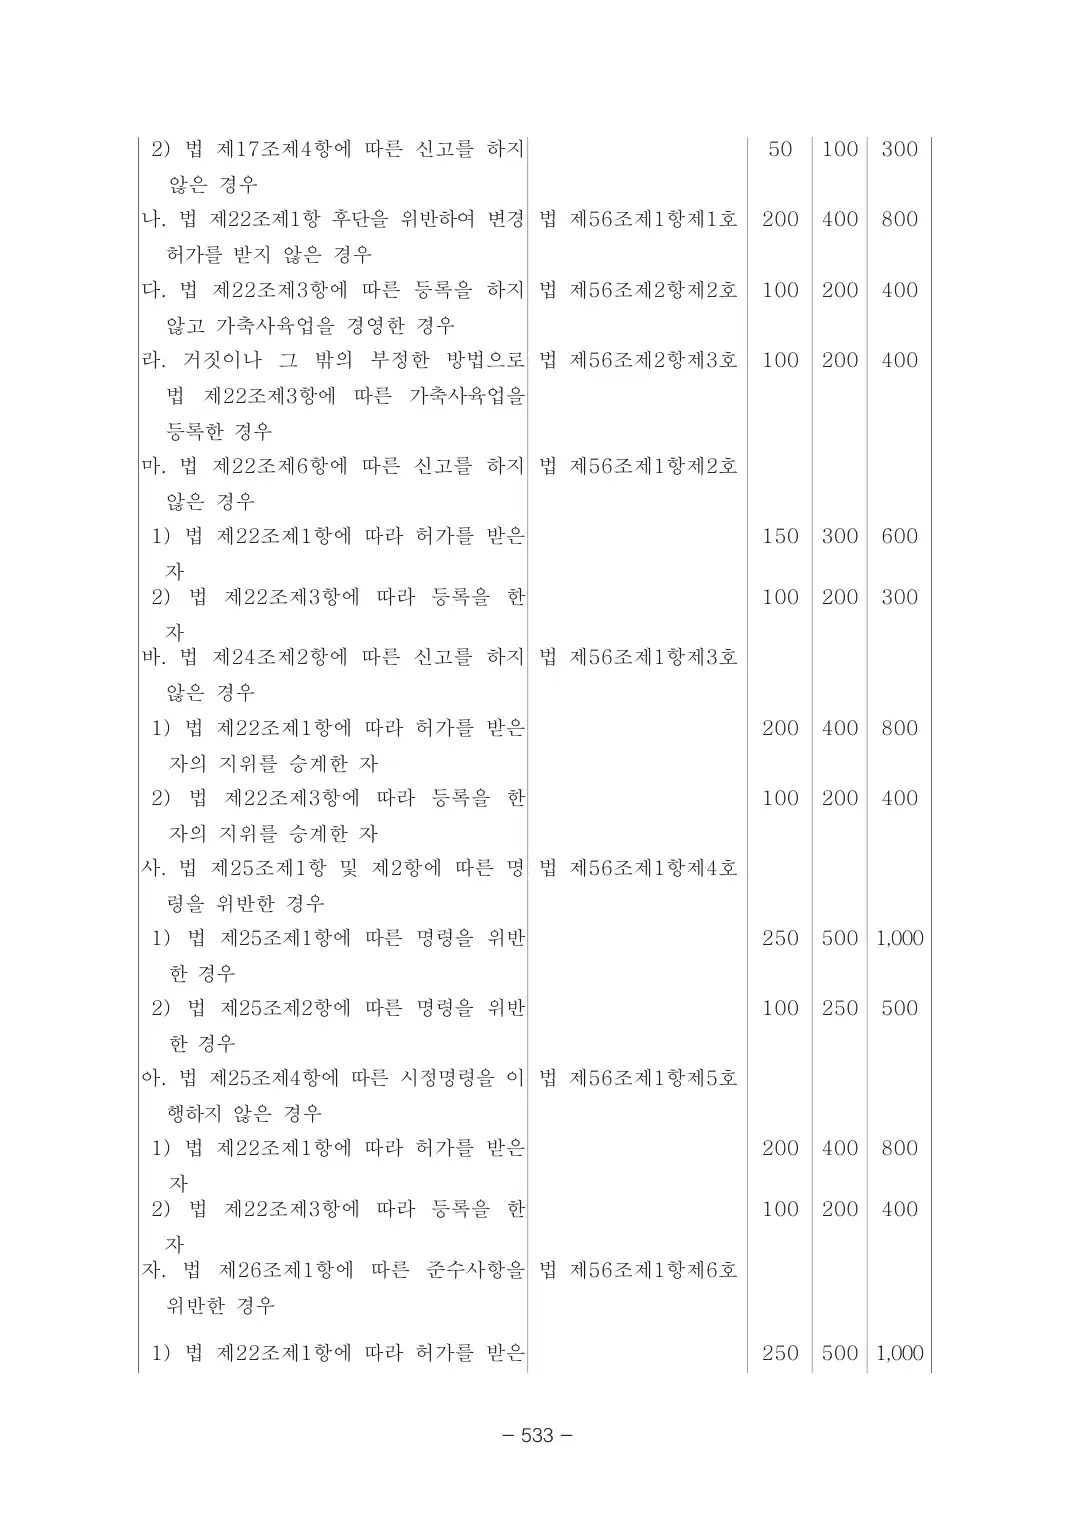 2) 법 제17조제4항에 따른 신고를 하지 50 100 300
않은 경우
나. 법 제22조제1항 후단을 위반하여 변경 법 제56조제1항제1호 200 400 800
허가를 받지 않은 경우
다. 법 제22조제3항에 따른 등록을 하지 법 제56조제2항제2호 100 200 400
않고 가축사육업을 경영한 경우
라. 거짓이나 그 밖의 부정한 방법으로 법 제56조제2항제3호 100 200 400
법 제22조제3항에 따른 가축사육업을
등록한 경우
마. 법 제22조제6항에 따른 신고를 하지 법 제56조제1항제2호
않은 경우
1) 법 제22조제1항에 따라 허가를 받은 150 300 600
자
2) 법 제22조제3항에 따라 등록을 한 100 200 300
자
바. 법 제24조제2항에 따른 신고를 하지 법 제56조제1항제3호
않은 경우
1) 법 제22조제1항에 따라 허가를 받은 200 400 800
자의 지위를 승계한 자
2) 법 제22조제3항에 따라 등록을 한 100 200 400
자의 지위를 승계한 자
사. 법 제25조제1항 및 제2항에 따른 명 법 제56조제1항제4호
령을 위반한 경우
1) 법 제25조제1항에 따른 명령을 위반 250 500 1,000
한 경우
2) 법 제25조제2항에 따른 명령을 위반 100 250 500
한 경우
아. 법 제25조제4항에 따른 시정명령을 이 법 제56조제1항제5호
행하지 않은 경우
1) 법 제22조제1항에 따라 허가를 받은 200 400 800
자
2) 법 제22조제3항에 따라 등록을 한 100 200 400
자
자. 법 제26조제1항에 따른 준수사항을 법 제56조제1항제6호
위반한 경우
1) 법 제22조제1항에 따라 허가를 받은 250 500 1,000
- 533 -